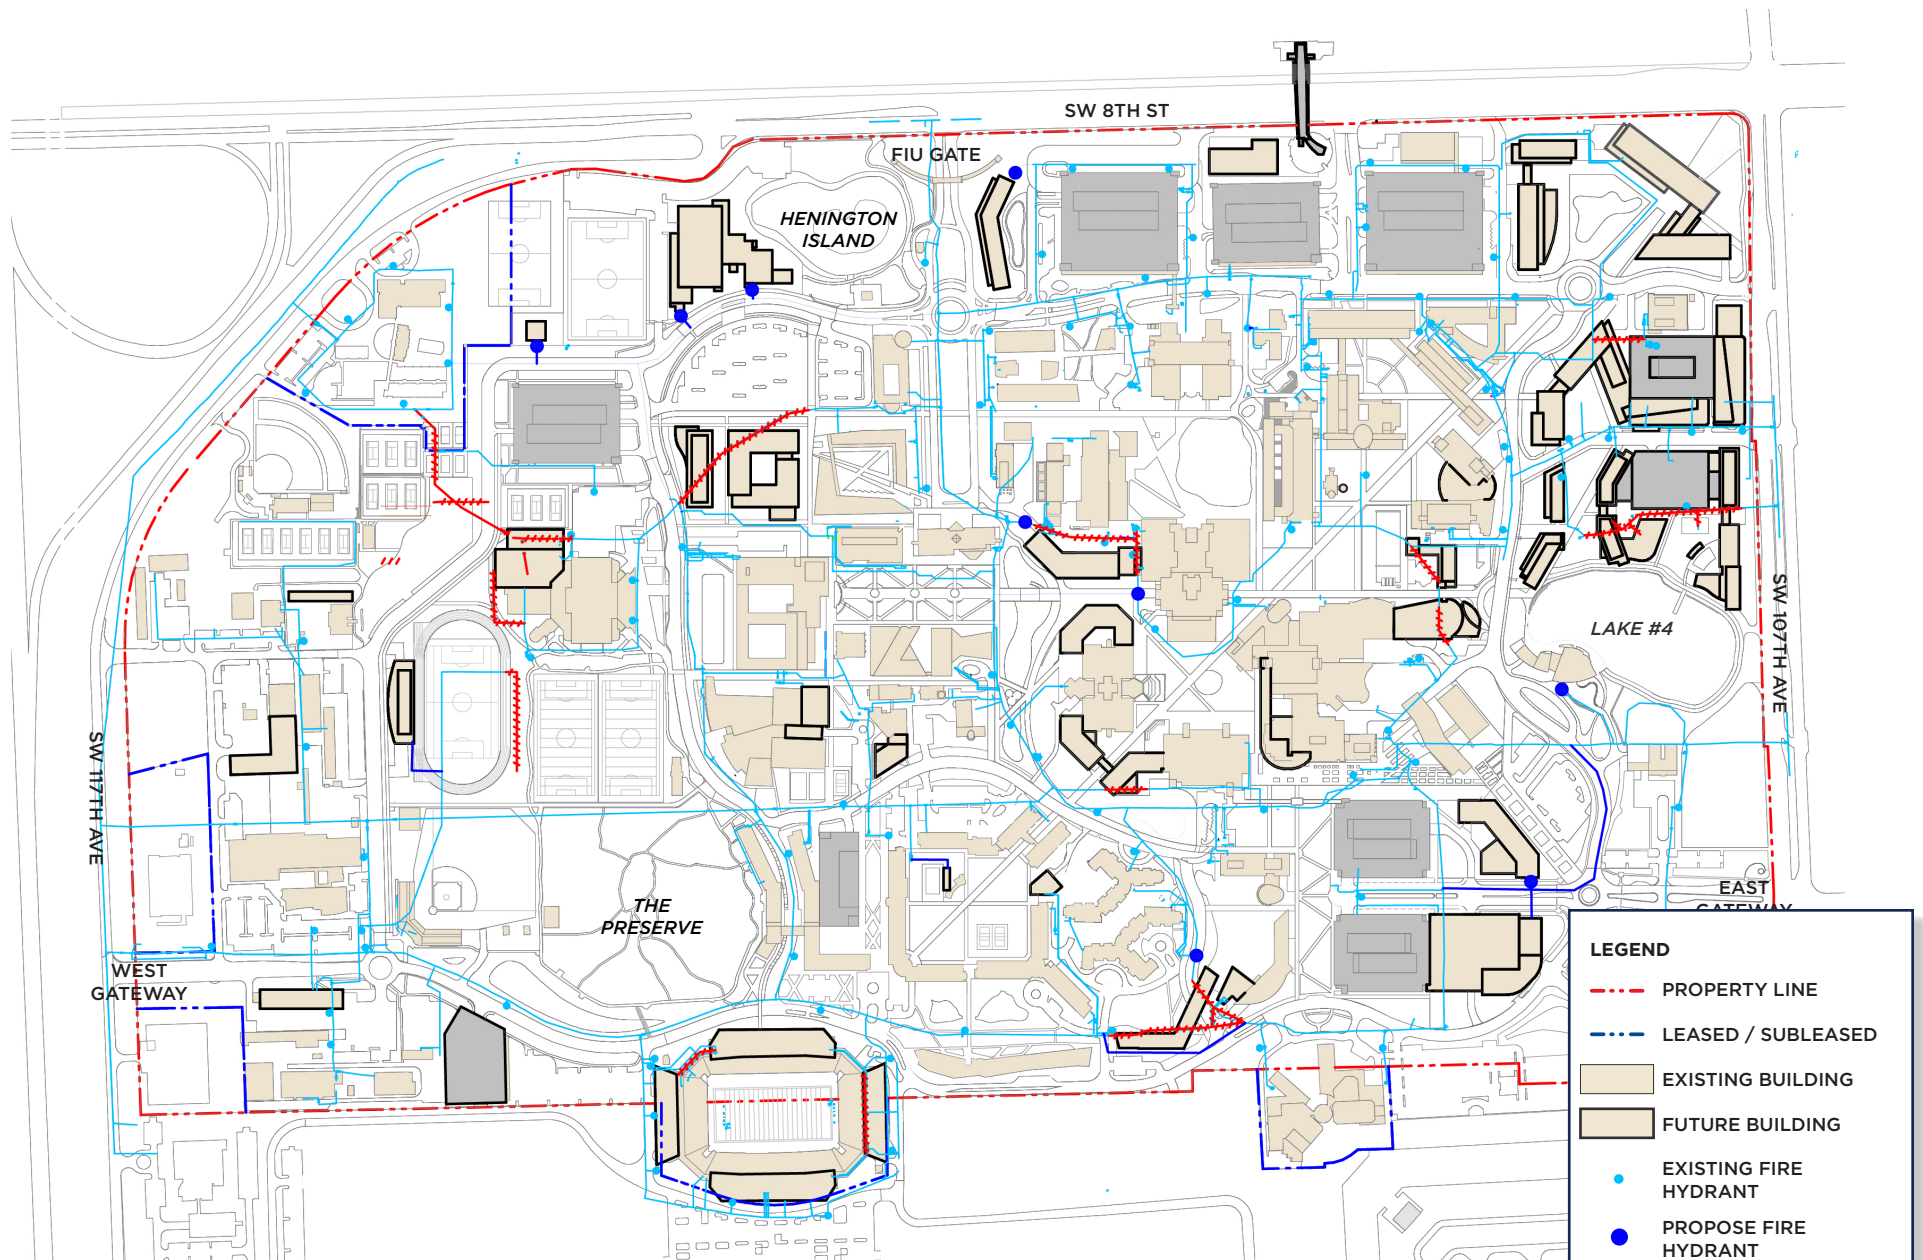 SW 8TH ST
FIU GATE
HENINGTON
ISLAND
LAKE #4
SW 107TH AVE
SW 117TH AVE
THE
PRESERVE
EAST
GATEWAY
WEST
GATEWAY
LEGEND
PROPERTY LINE
LEASED / SUBLEASED
EXISTING BUILDING
FUTURE BUILDING
EXISTING FIRE
HYDRANT
PROPOSE FIRE
HYDRANT